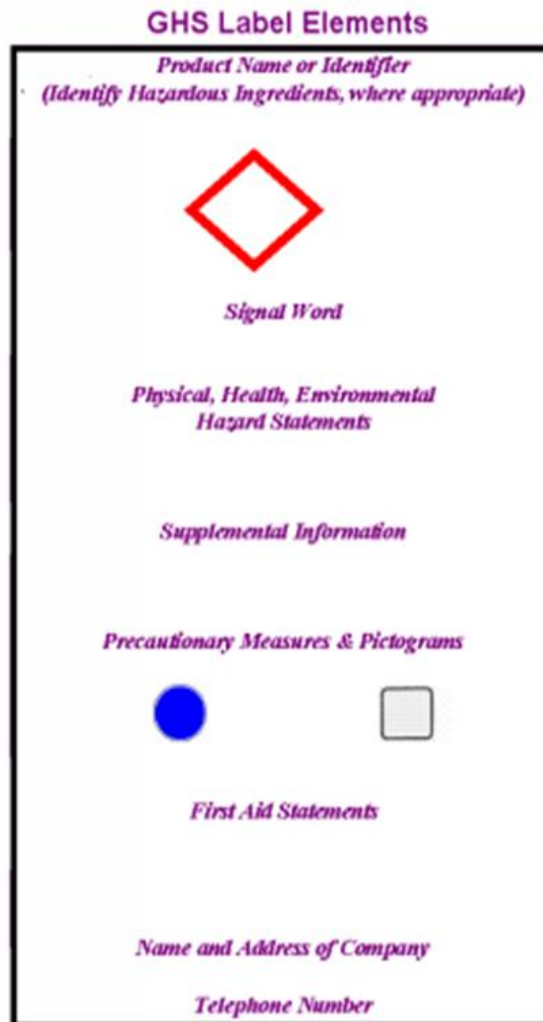 GHS Label Elements
Product Name or Identifier
(Identify Hazardous Ingredients, where appropriate)
Signal Word
Physical, Health, Environmental
Hazard Statements
Supplemental Information
Precautionary Measures & Pictograms
First Aid Statements
Name and Address of Company
Telephone Number